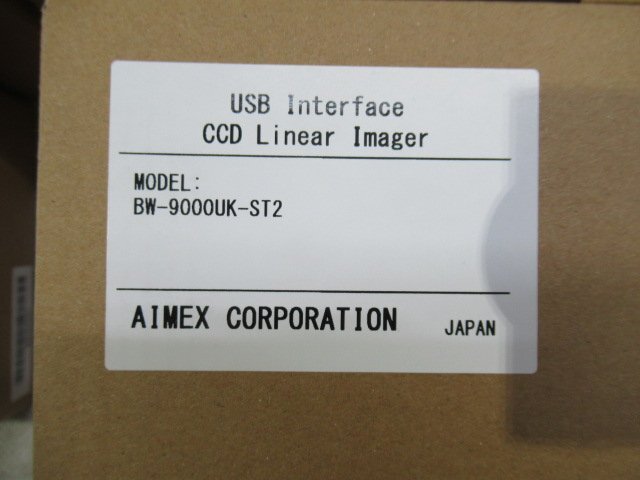 USB Interface
CCD Linear Imager
MODEL:
BW-9000UK-ST2
AIMEX CORPORATION JAPAN